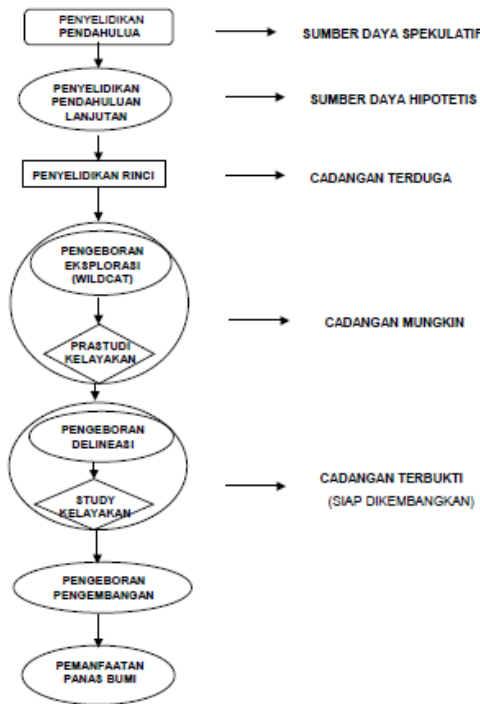 PENYELIDIKAN
PENDAHULUA
SUMBER DAYA SPEKULATIF
PENYELIDIKAN
PENDAHULUAN
LANJUTAN
SUMBER DAYA HIPOTETIS
PENYELIDIKAN RINCI
CADANGAN TERDUGA
PENGEBORAN
EKSPLORASI
(WILDCAT)
PRASTUDI
KELAYAKAN
CADANGAN MUNGKIN
PENGEBORAN
DELINEASI
STUDY
KELAYAKAN
CADANGAN TERBUKTI
(SIAP DIKEMBANGKAN)
PENGEBORAN
PENGEMBANGAN
PEMANFAATAN
PANAS BUMI